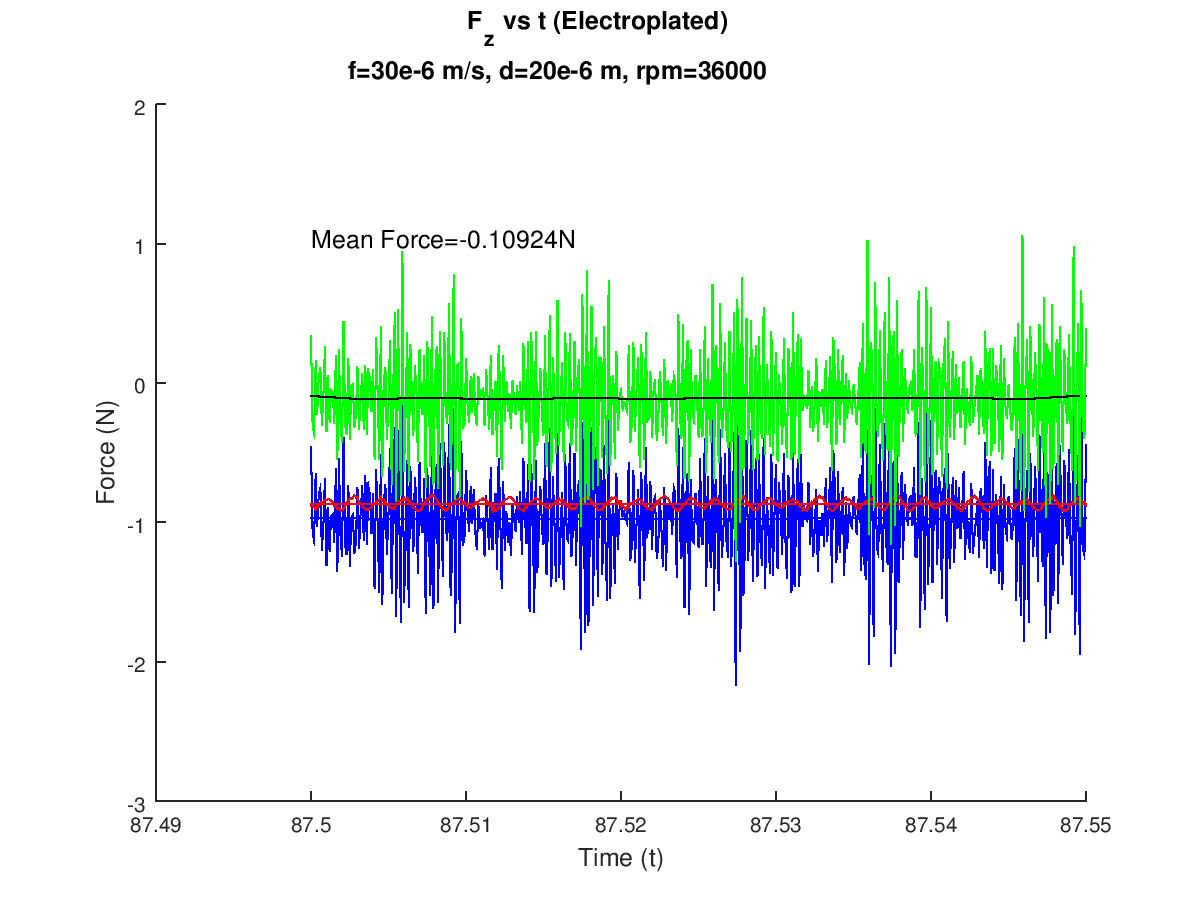 F_z vs t (Electroplated)
f=30e-6 m/s, d=20e-6 m, rpm=36000
2
Mean Force=-0.10924N
1
0
-1
-2
-3
Force (N)
87.49 87.5 87.51 87.52 87.53 87.54 87.55
Time (t)